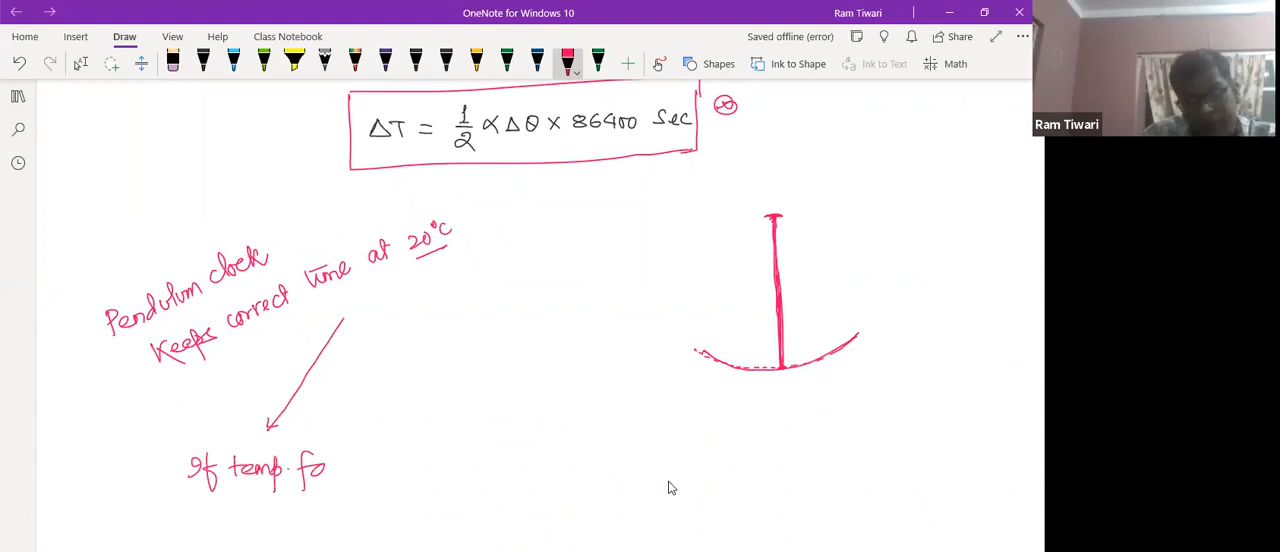 OneNote for Windows 10
Ram Tiwari
Home Insert Draw View Help Class Notebook
Saved offline (error)
Share
Shapes
Ink to Shape
Ink to Text
Math
Ram Tiwari
ΔT = 1/2 α Δθ × 86400 Sec
Pendulum clock
Keeps correct time at 20°C
If temp. fa